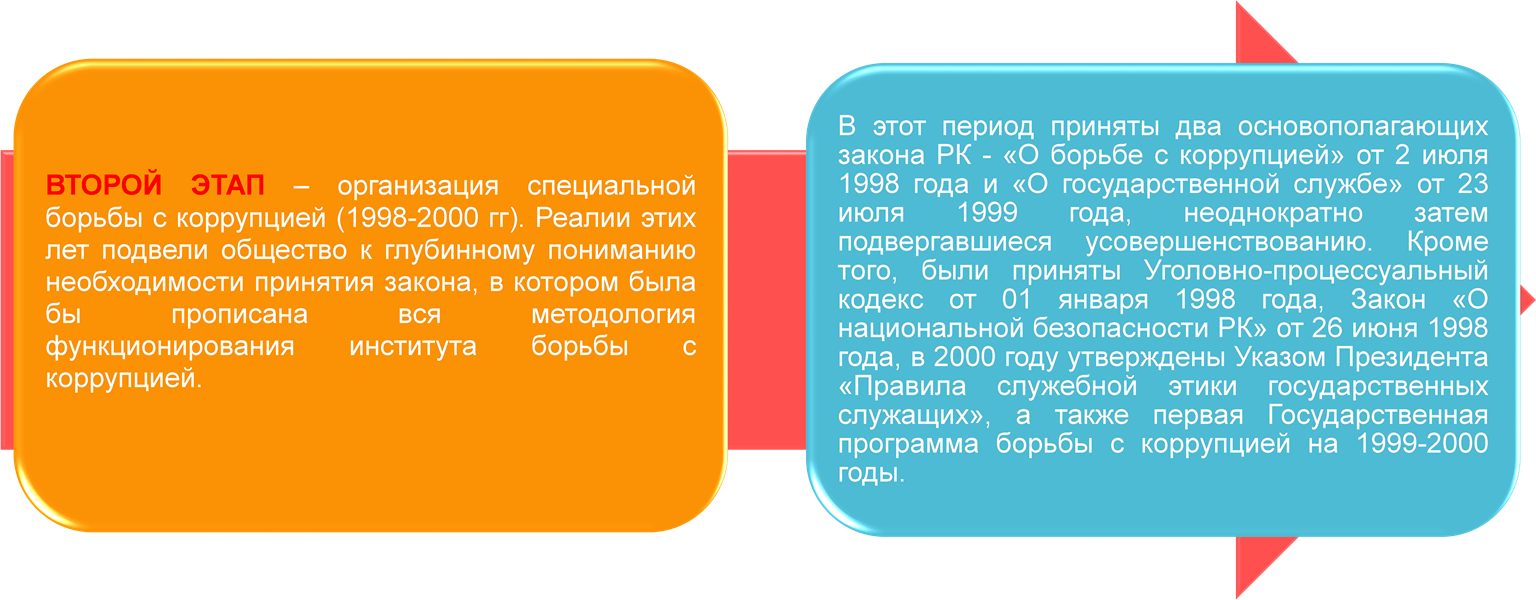 ВТОРОЙ ЭТАП – организация специальной
борьбы с коррупцией (1998-2000 гг). Реалии этих
лет подвели общество к глубинному пониманию
необходимости принятия закона, в котором была
бы прописана вся методология
функционирования института борьбы с
коррупцией.
В этот период приняты два основополагающих
закона РК - «О борьбе с коррупцией» от 2 июля
1998 года и «О государственной службе» от 23
июля 1999 года, неоднократно затем
подвергавшиеся усовершенствованию. Кроме
того, были приняты Уголовно-процессуальный
кодекс от 01 января 1998 года, Закон «О
национальной безопасности РК» от 26 июня 1998
года, в 2000 году утверждены Указом Президента
«Правила служебной этики государственных
служащих», а также первая Государственная
программа борьбы с коррупцией на 1999-2000
годы.